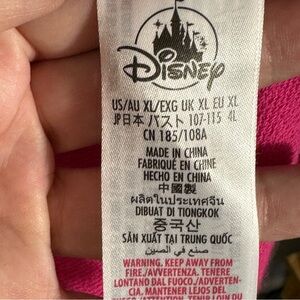 Disney
US/AU XL/EXG UK XL EU XL
JP日本 バスト 107-115 4L
CN 185/108A
MADE IN CHINA
FABRIQUÉ EN CHINE
HECHO EN CHINA
中國製
ผลิตในประเทศจีน
DIBUAT DI TIONGKOK
중국산
SẢN XUẤT TẠI TRUNG QUỐC
صنع في الصين
WARNING. KEEP AWAY FROM
FIRE./AVVERTENZA. TENERE
LONTANO DAL FUOCO./ADVERTEN-
CIA. MANTENER LEJOS DEL